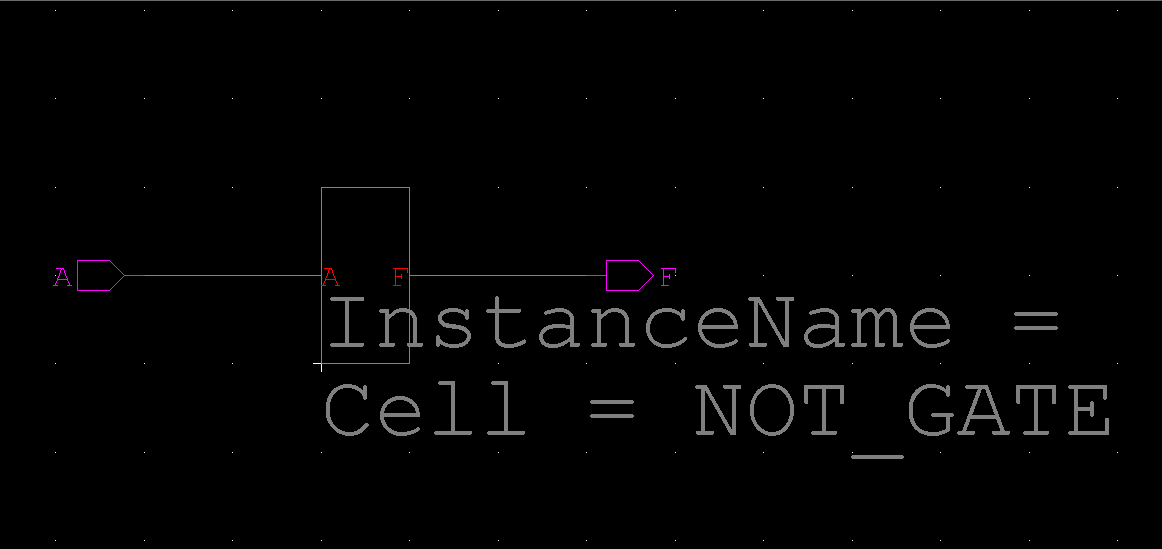 A A F F
InstanceName =
Cell = NOT_GATE